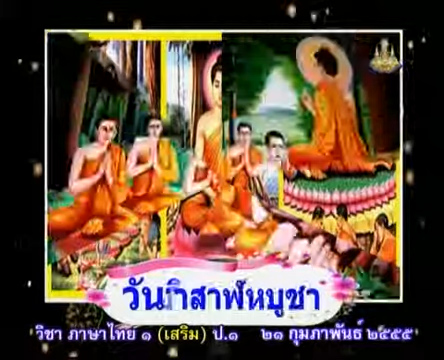 วันวิสาฬหบูชา
วิชา ภาษาไทย ๑ (เสริม) ป.๑ ๒๑ กุมภาพันธ์ ๒๕๕๕